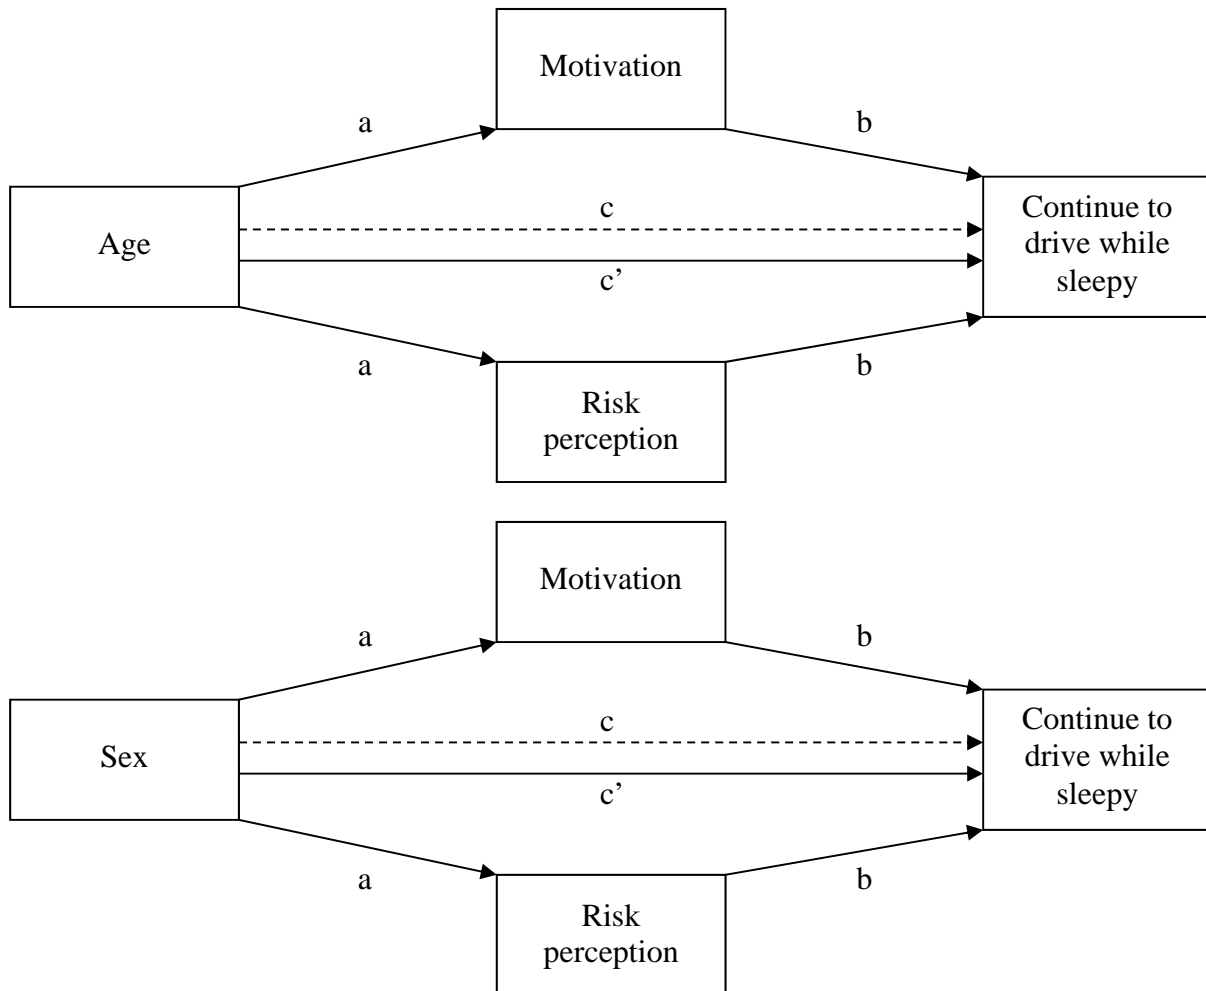 Motivation
a
b
Age
c
c’
Continue to
drive while
sleepy
a
b
Risk
perception
Motivation
a
b
Sex
c
c’
Continue to
drive while
sleepy
a
b
Risk
perception